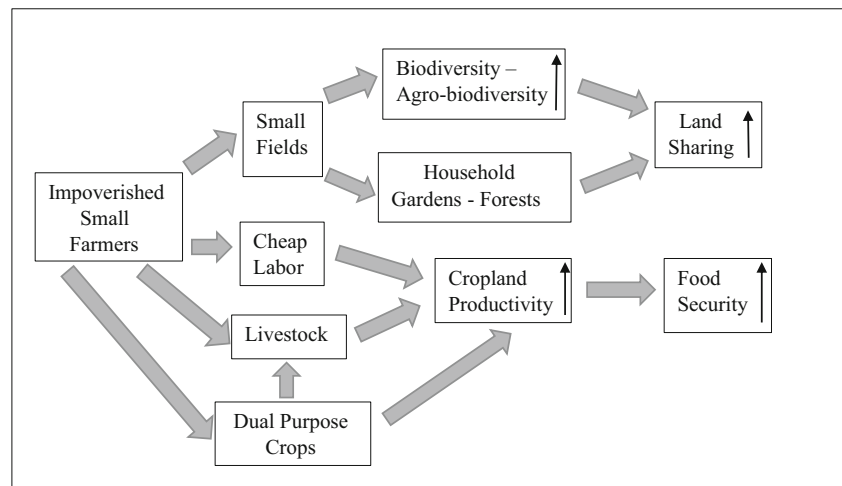 Biodiversity –
Agro-biodiversity
Small
Fields
Land
Sharing
Household
Gardens - Forests
Impoverished
Small
Farmers
Cheap
Labor
Cropland
Productivity
Food
Security
Livestock
Dual Purpose
Crops